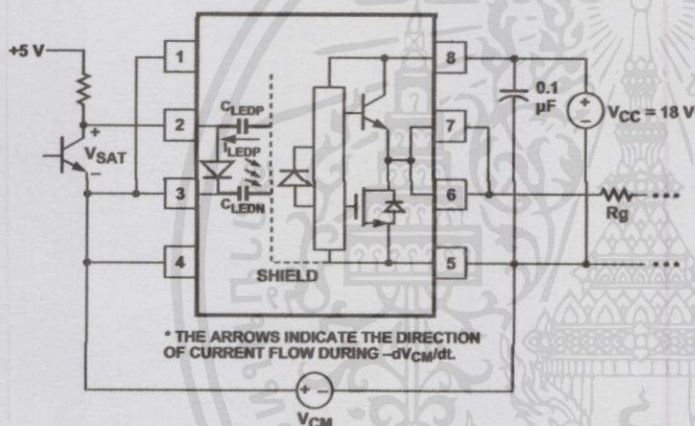 +5 V
1
8
0.1
µF
+
−
VCC = 18 V
CLEDP
2
7
+
VSAT
−
ILEDP
3
6
CLEDN
Rg
4
5
SHIELD
* THE ARROWS INDICATE THE DIRECTION
OF CURRENT FLOW DURING –dVCM/dt.
+ −
VCM